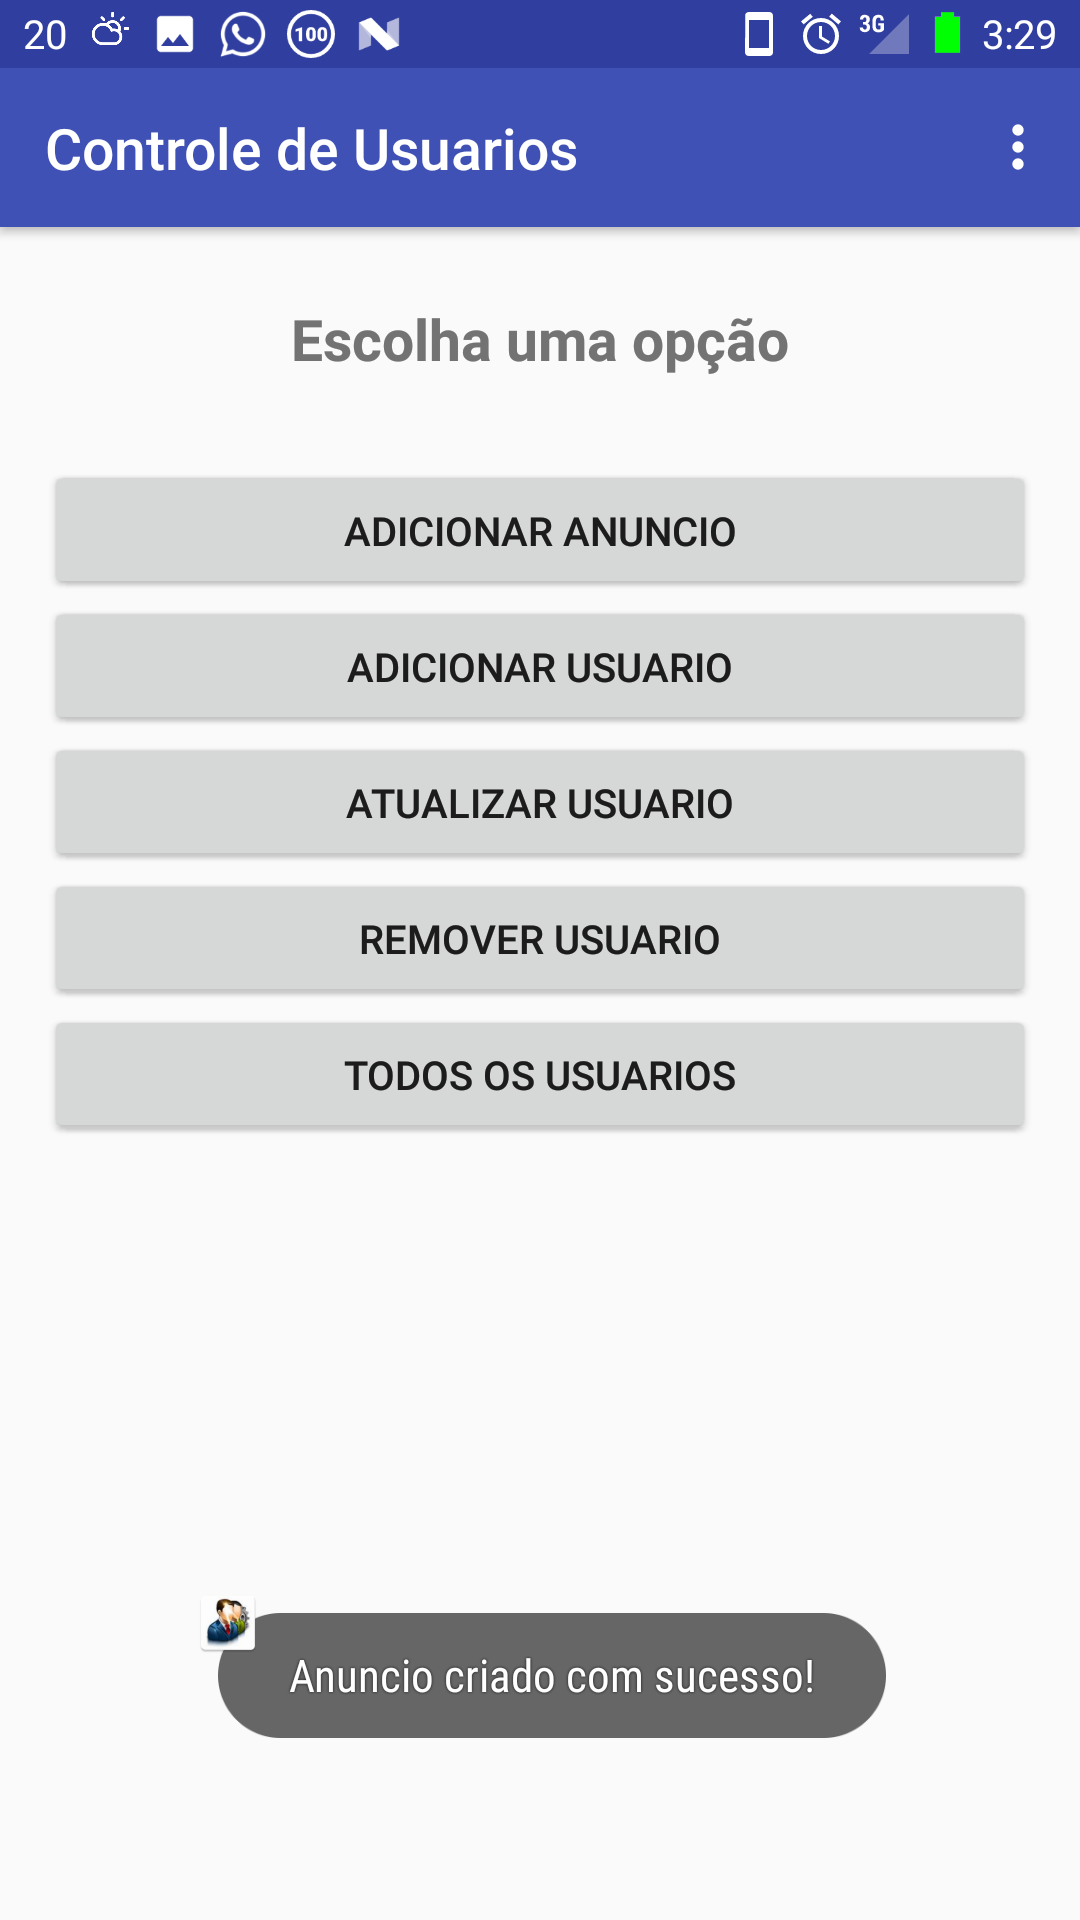 20 100 3G 3:29
Controle de Usuarios
Escolha uma opção
ADICIONAR ANUNCIO
ADICIONAR USUARIO
ATUALIZAR USUARIO
REMOVER USUARIO
TODOS OS USUARIOS
Anuncio criado com sucesso!